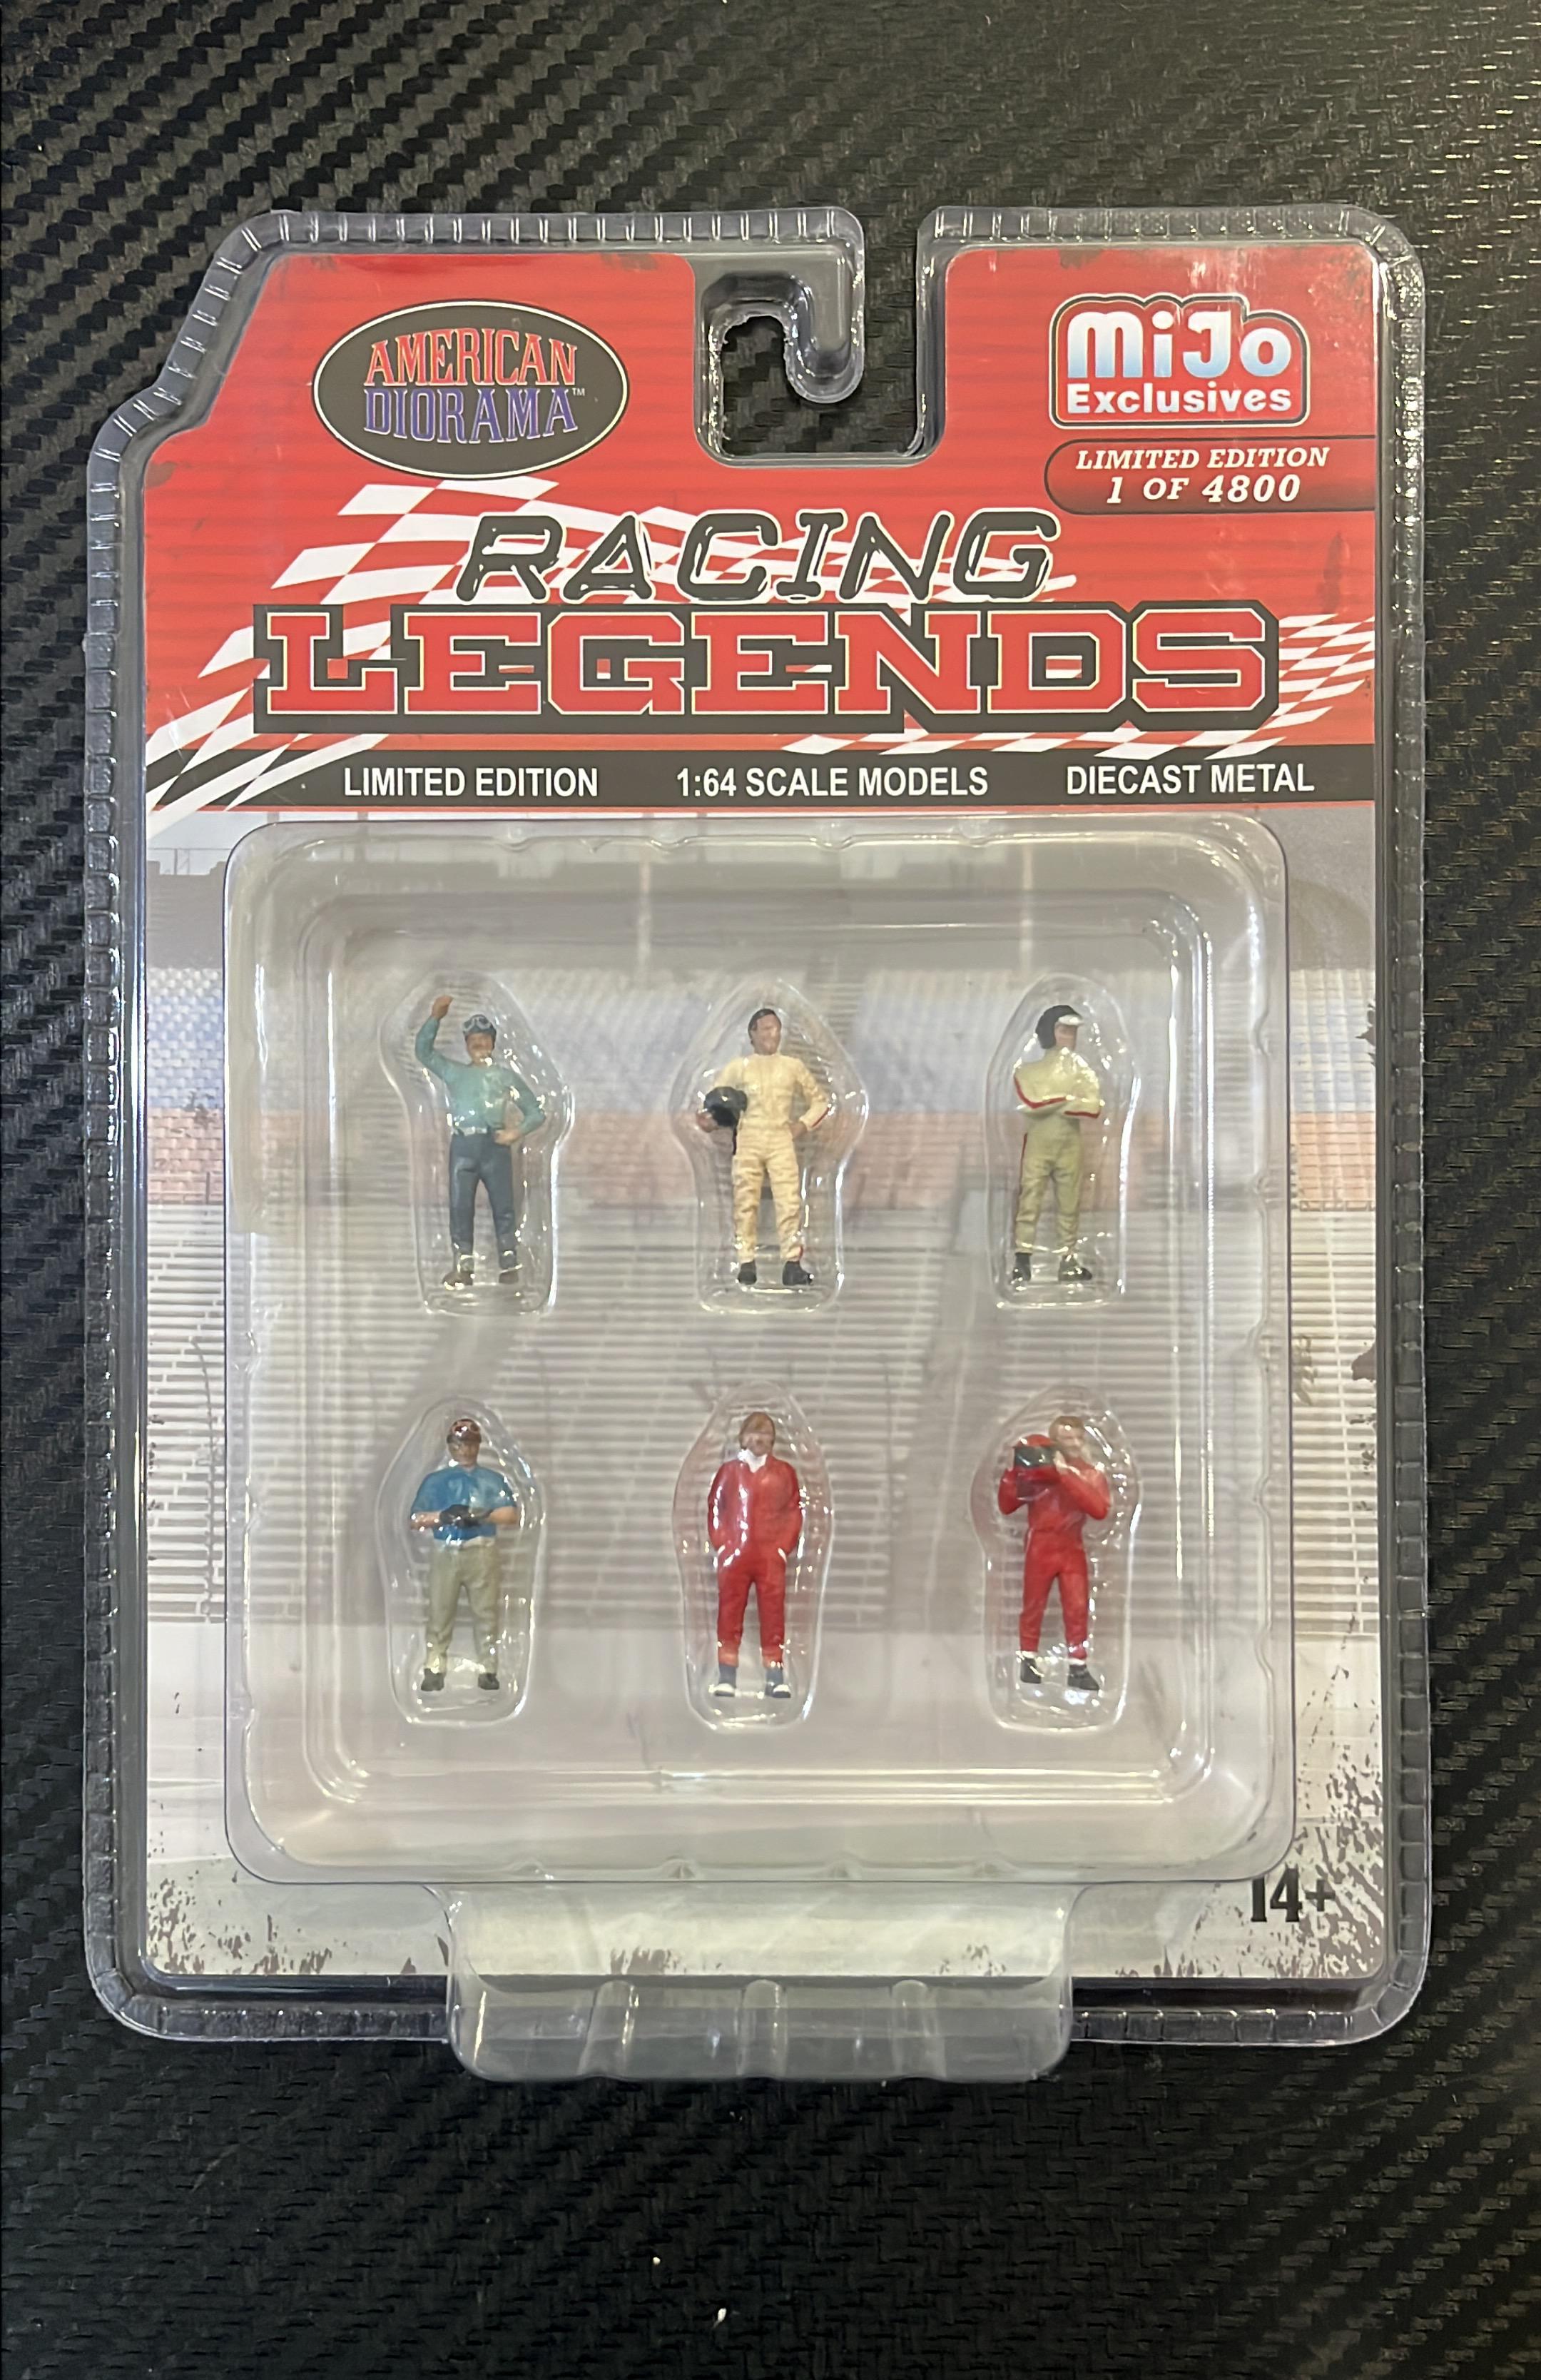 AMERICAN
DIORAMA™
MiJo
Exclusives
LIMITED EDITION
1 OF 4800
RACING
LEGENDS
LIMITED EDITION 1:64 SCALE MODELS DIECAST METAL
14+